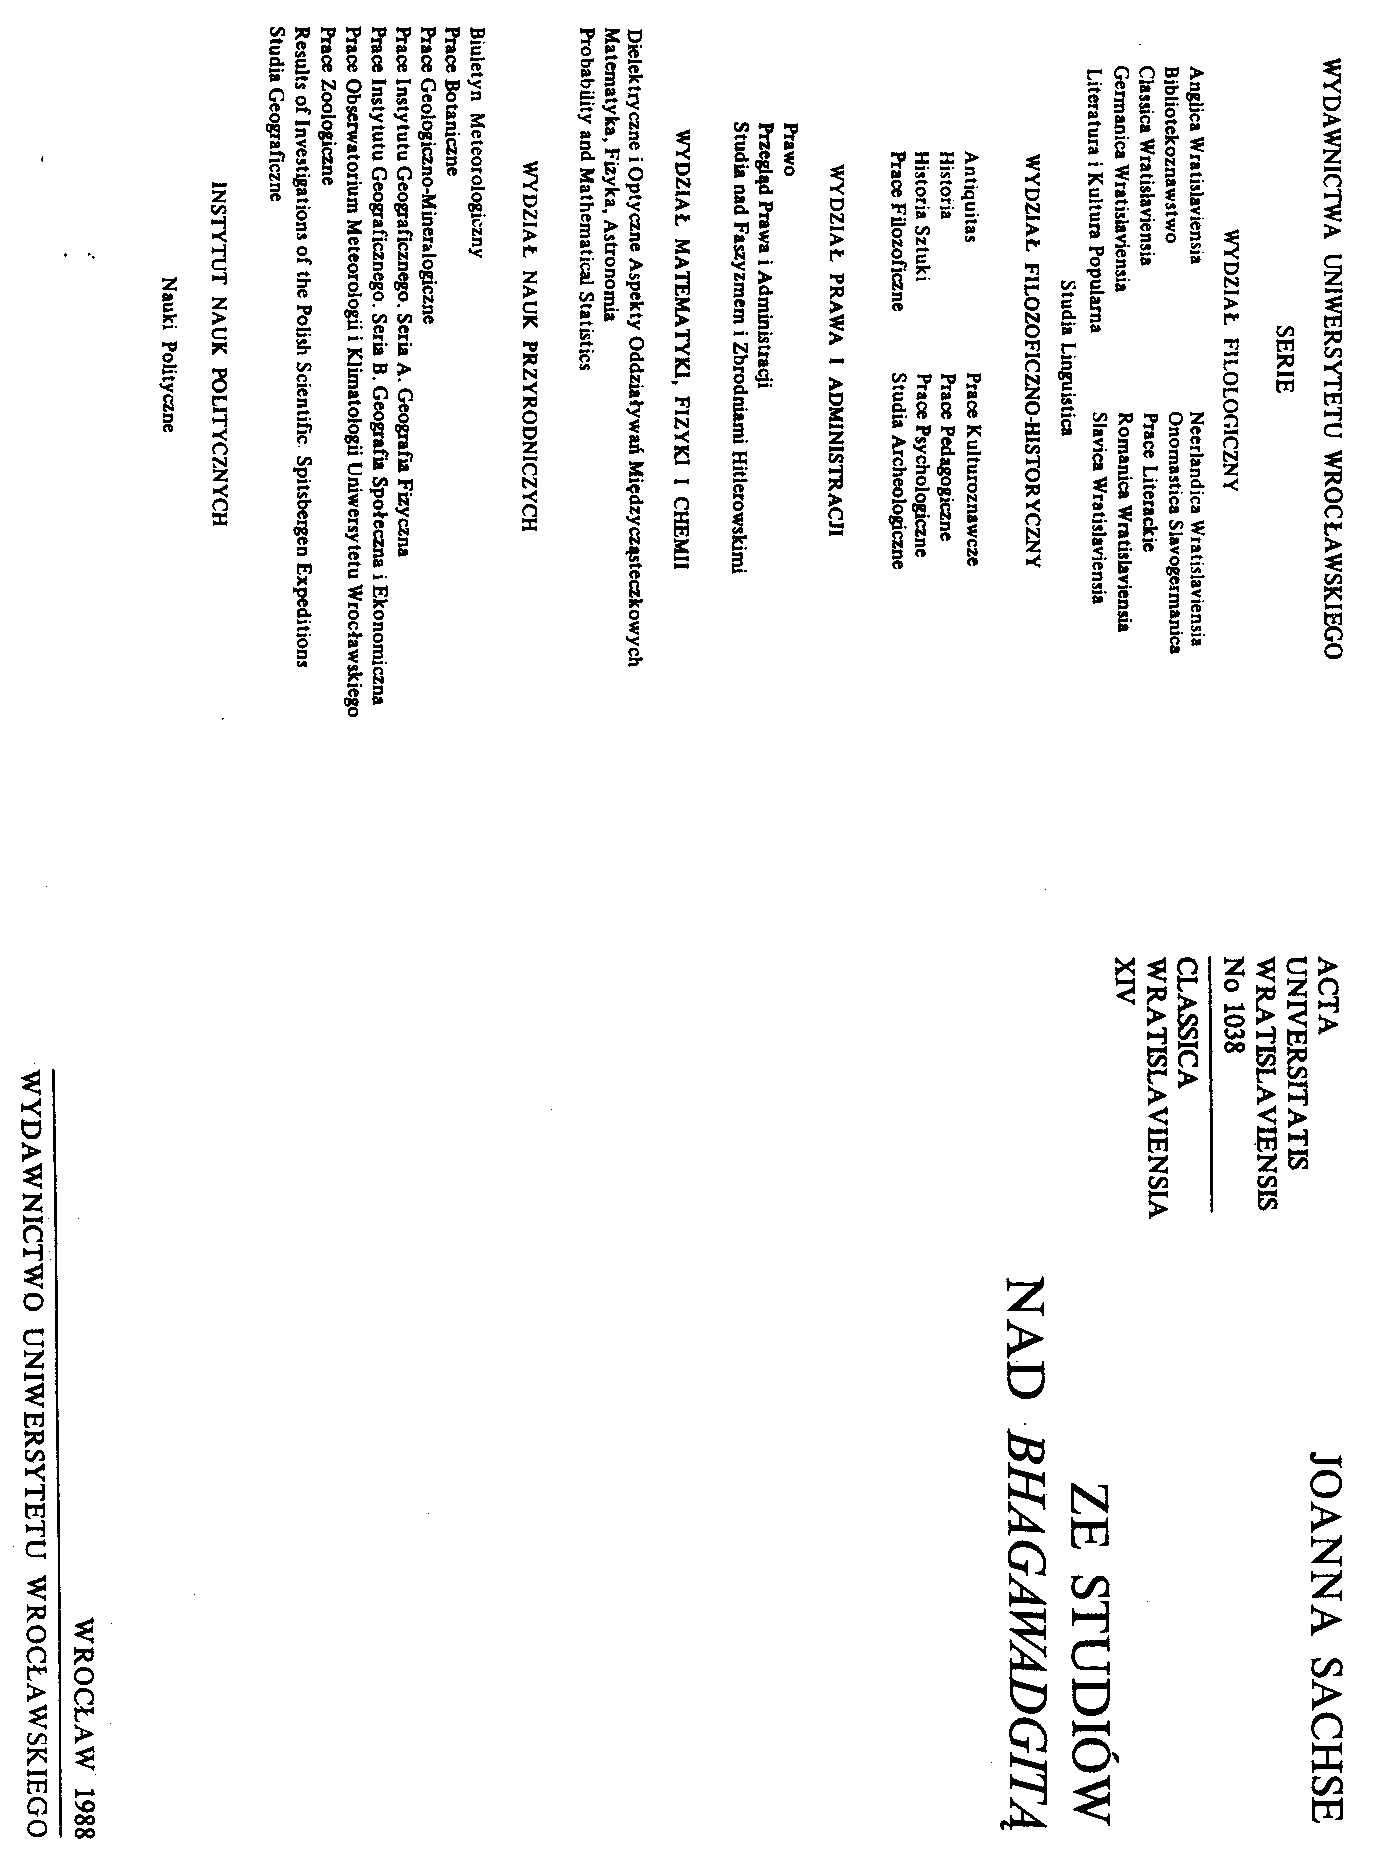 WYDAWNICTWA UNIWERSYTETU WROCŁAWSKIEGO
SERIE
WYDZIAŁ FILOLOGICZNY
Anglica Wratislaviensia
Bibliotekoznawstwo
Classica Wratislaviensia
Germanica Wratislaviensia
Literatura i Kultura Popularna
Neerlandica Wratislaviensia
Onomastica Slavogermanica
Prace Literackie
Romanica Wratislaviensia
Slavica Wratislaviensia
Studia Linguistica
WYDZIAŁ FILOZOFICZNO-HISTORYCZNY
Antiquitas
Historia
Historia Sztuki
Prace Filozoficzne
Prace Kulturoznawcze
Prace Pedagogiczne
Prace Psychologiczne
Studia Archeologiczne
WYDZIAŁ PRAWA I ADMINISTRACJI
Prawo
Przegląd Prawa i Administracji
Studia nad Faszyzmem i Zbrodniami Hitlerowskimi
WYDZIAŁ MATEMATYKI, FIZYKI I CHEMII
Dielektryczne i Optyczne Aspekty Oddziaływań Międzycząsteczkowych
Matematyka, Fizyka, Astronomia
Probability and Mathematical Statistics
WYDZIAŁ NAUK PRZYRODNICZYCH
Biuletyn Meteorologiczny
Prace Botaniczne
Prace Geologiczno-Mineralogiczne
Prace Instytutu Geograficznego. Seria A. Geografia Fizyczna
Prace Instytutu Geograficznego. Seria B. Geografia Społeczna i Ekonomiczna
Prace Obserwatorium Meteorologii i Klimatologii Uniwersytetu Wrocławskiego
Prace Zoologiczne
Results of Investigations of the Polish Scientific Spitsbergen Expeditions
Studia Geograficzne
INSTYTUT NAUK POLITYCZNYCH
Nauki Polityczne
ACTA
UNIVERSITATIS
WRATISLAVIENSIS
No 1038
CLASSICA
WRATISLAVIENSIA
XIV
JOANNA SACHSE
ZE STUDIÓW
NAD BHAGAWADGITĄ
WROCŁAW 1988
WYDAWNICTWO UNIWERSYTETU WROCŁAWSKIEGO